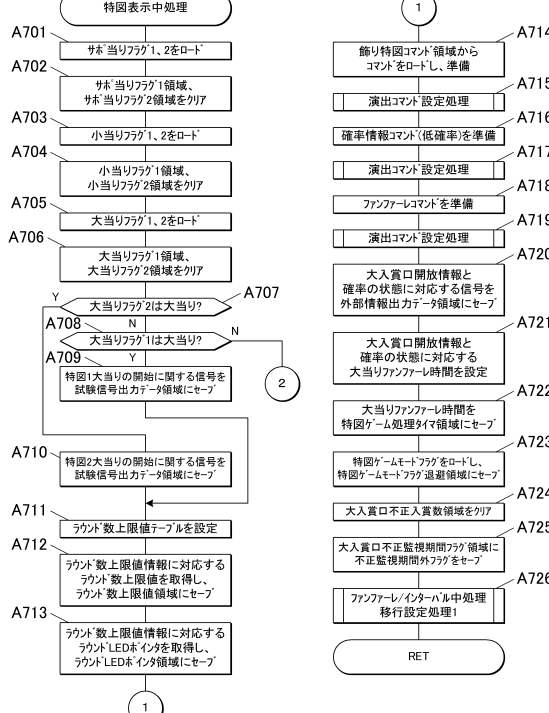 特図表示中処理
A701
サポ当りフラグ1、2をロード
A702
サポ当りフラグ1領域、
サポ当りフラグ2領域をクリア
A703
小当りフラグ1、2をロード
A704
小当りフラグ1領域、
小当りフラグ2領域をクリア
A705
大当りフラグ1、2をロード
A706
大当りフラグ1領域、
大当りフラグ2領域をクリア
Y
大当りフラグ2は大当り?
A707
A708
N
大当りフラグ1は大当り?
N
A709
Y
特図1大当りの開始に関する信号を
試験信号出力データ領域にセーブ
2
A710
特図2大当りの開始に関する信号を
試験信号出力データ領域にセーブ
A711
ラウンド数上限値テーブルを設定
A712
ラウンド数上限値情報に対応する
ラウンド数上限値を取得し、
ラウンド数上限値領域にセーブ
A713
ラウンド数上限値情報に対応する
ラウンドLEDポインタを取得し、
ラウンドLEDポインタ領域にセーブ
1
1
A714
飾り特図コマンド領域から
コマンドをロードし、準備
A715
演出コマンド設定処理
A716
確率情報コマンド(低確率)を準備
A717
演出コマンド設定処理
A718
ファンファーレコマンドを準備
A719
演出コマンド設定処理
A720
大入賞口開放情報と
確率の状態に対応する信号を
外部情報出力データ領域にセーブ
A721
大入賞口開放情報と
確率の状態に対応する
大当りファンファーレ時間を設定
A722
大当りファンファーレ時間を
特図ゲーム処理タイマ領域にセーブ
A723
特図ゲームモードフラグをロードし、
特図ゲームモードフラグ退避領域にセーブ
A724
大入賞口不正入賞数領域をクリア
A725
大入賞口不正監視期間フラグ領域に
不正監視期間外フラグをセーブ
A726
ファンファーレ/インターバル中処理
移行設定処理1
RET